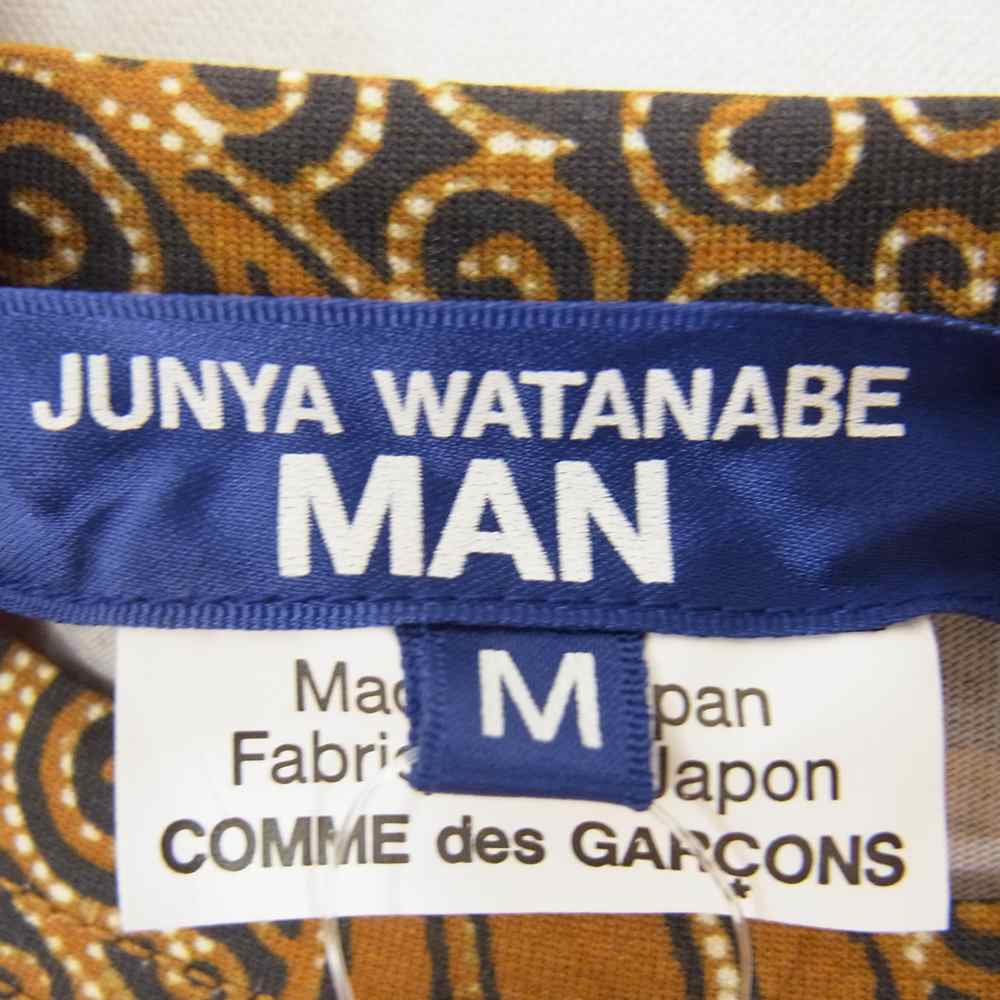 JUNYA WATANABE
MAN
M
Mad pan
Fabri Japon
COMME des GARÇONS